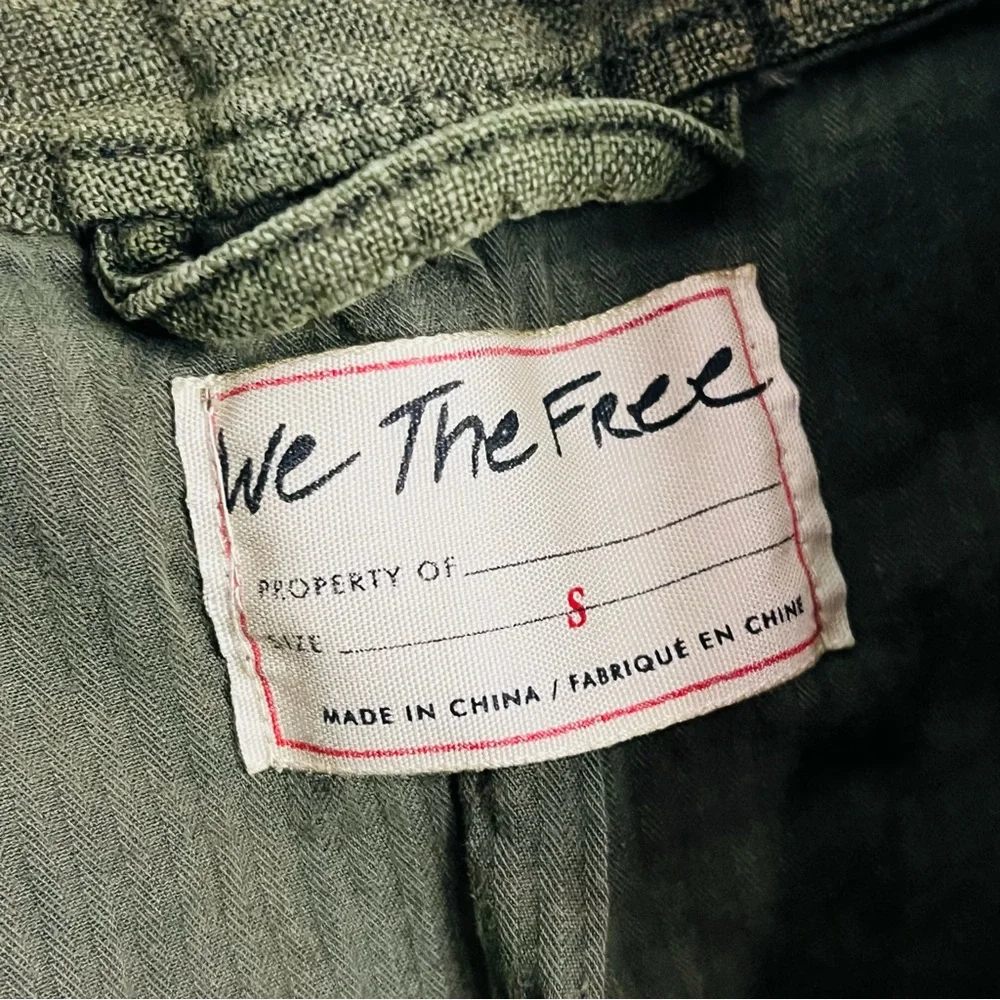 We The Free
PROPERTY OF
SIZE S
MADE IN CHINA / FABRIQUÉ EN CHINE